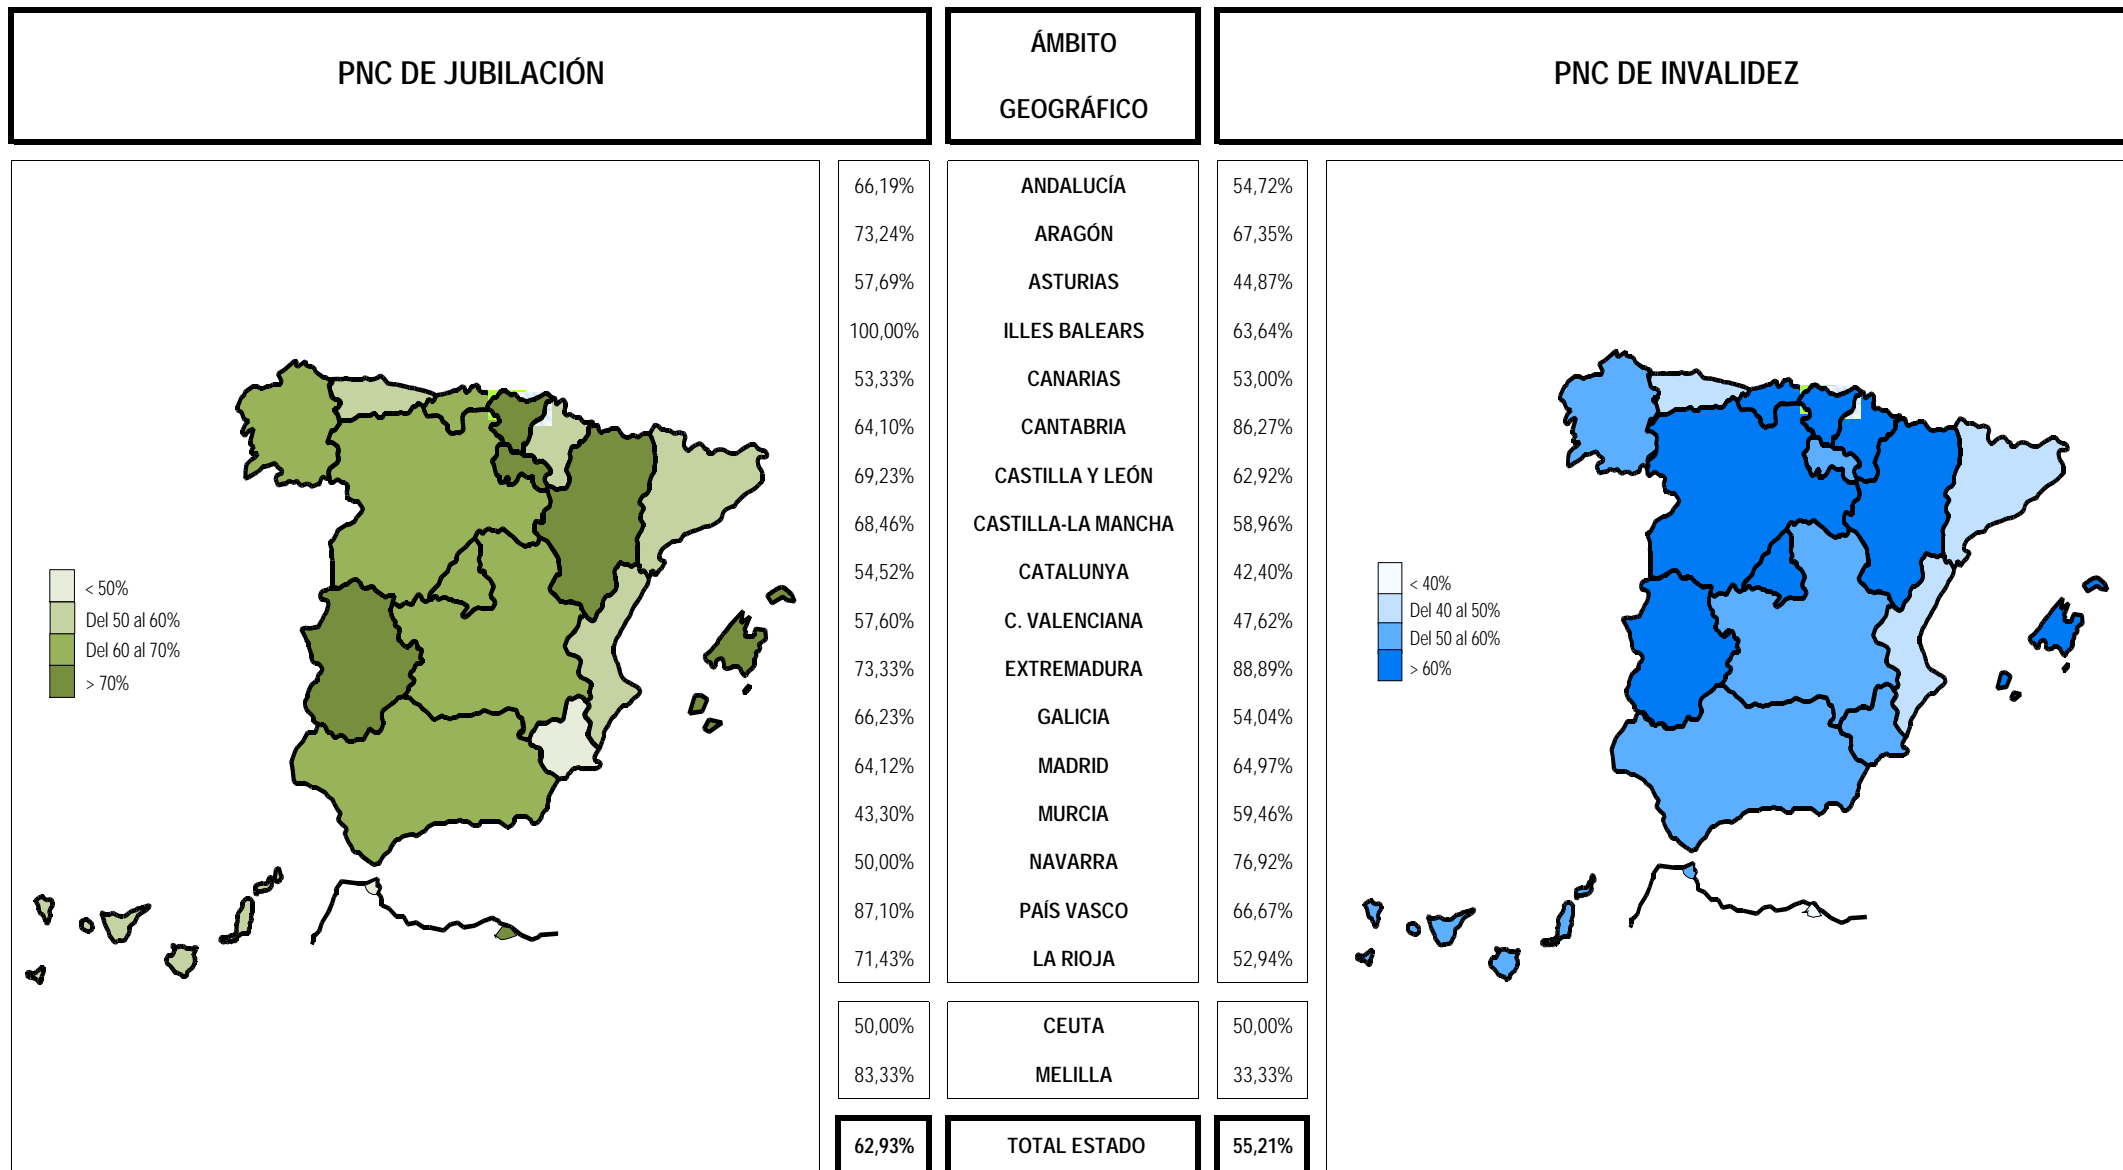 PNC DE JUBILACIÓN
ÁMBITO
GEOGRÁFICO
PNC DE INVALIDEZ
66,19% ANDALUCÍA 54,72%
73,24% ARAGÓN 67,35%
57,69% ASTURIAS 44,87%
100,00% ILLES BALEARS 63,64%
53,33% CANARIAS 53,00%
64,10% CANTABRIA 86,27%
69,23% CASTILLA Y LEÓN 62,92%
68,46% CASTILLA-LA MANCHA 58,96%
54,52% CATALUNYA 42,40%
57,60% C. VALENCIANA 47,62%
73,33% EXTREMADURA 88,89%
66,23% GALICIA 54,04%
64,12% MADRID 64,97%
43,30% MURCIA 59,46%
50,00% NAVARRA 76,92%
87,10% PAÍS VASCO 66,67%
71,43% LA RIOJA 52,94%
50,00% CEUTA 50,00%
83,33% MELILLA 33,33%
62,93% TOTAL ESTADO 55,21%
< 50%
Del 50 al 60%
Del 60 al 70%
> 70%
< 40%
Del 40 al 50%
Del 50 al 60%
> 60%